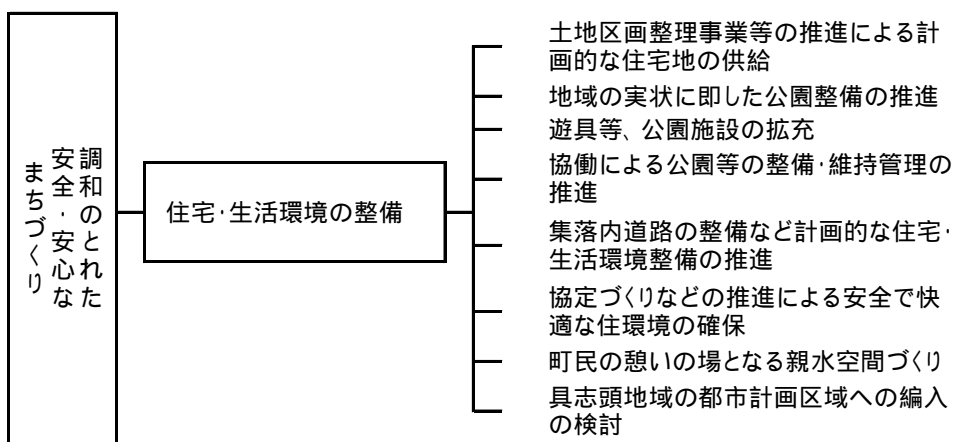 調和のとれた
安全・安心な
まちづくり
住宅・生活環境の整備
土地区画整理事業等の推進による計
画的な住宅地の供給
地域の実状に即した公園整備の推進
遊具等、公園施設の拡充
協働による公園等の整備・維持管理の
推進
集落内道路の整備など計画的な住宅・
生活環境整備の推進
協定づくりなどの推進による安全で快
適な住環境の確保
町民の憩いの場となる親水空間づくり
具志頭地域の都市計画区域への編入
の検討